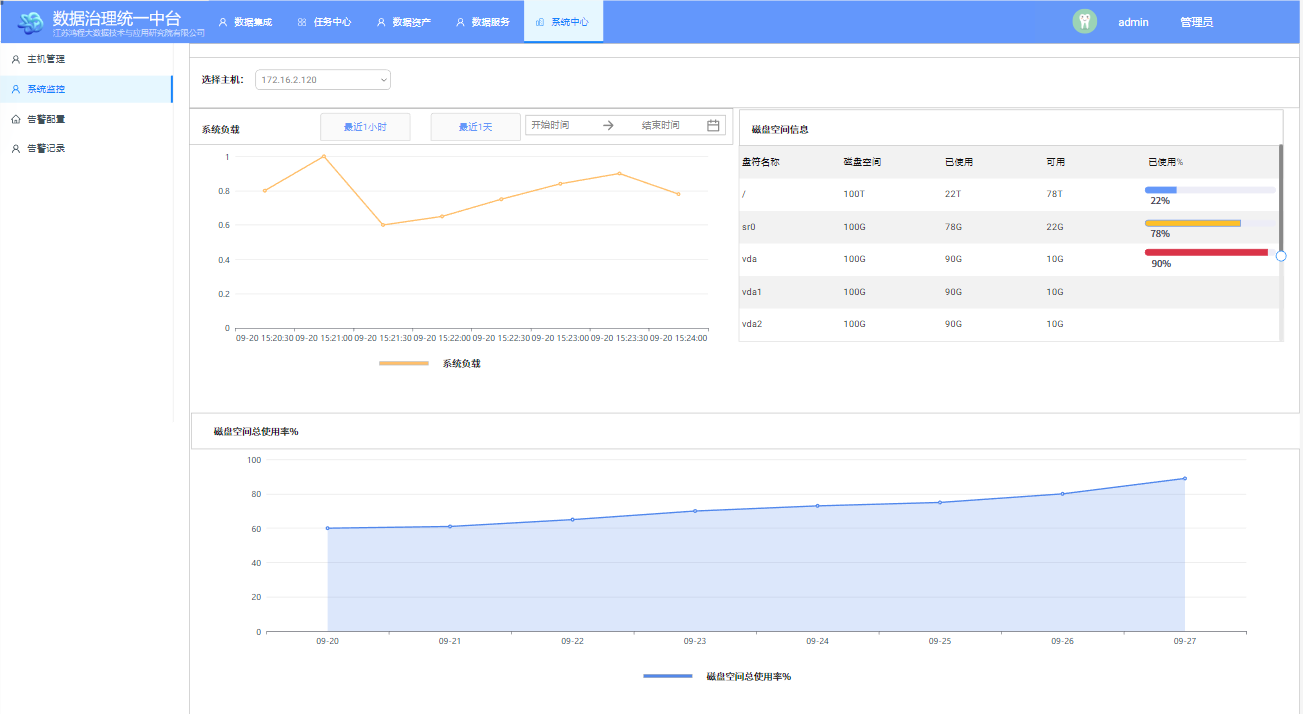 数据治理统一中台
江苏鸿程大数据技术与应用研究院有限公司
数据集成
任务中心
数据资产
数据服务
系统中心
admin
管理员
主机管理
系统监控
告警配置
告警记录
选择主机：
172.16.2.120
系统负载
最近1小时
最近1天
开始时间
结束时间
1
0.8
0.6
0.4
0.2
0
09-20 15:20:30 09-20 15:21:00 09-20 15:21:30 09-20 15:22:00 09-20 15:22:30 09-20 15:23:00 09-20 15:23:30 09-20 15:24:00
系统负载
磁盘空间信息
盘符名称 磁盘空间 已使用 可用 已使用%
/ 100T 22T 78T 22%
sr0 100G 78G 22G 78%
vda 100G 90G 10G 90%
vda1 100G 90G 10G
vda2 100G 90G 10G
磁盘空间总使用率%
100
80
60
40
20
0
09-20 09-21 09-22 09-23 09-24 09-25 09-26 09-27
磁盘空间总使用率%